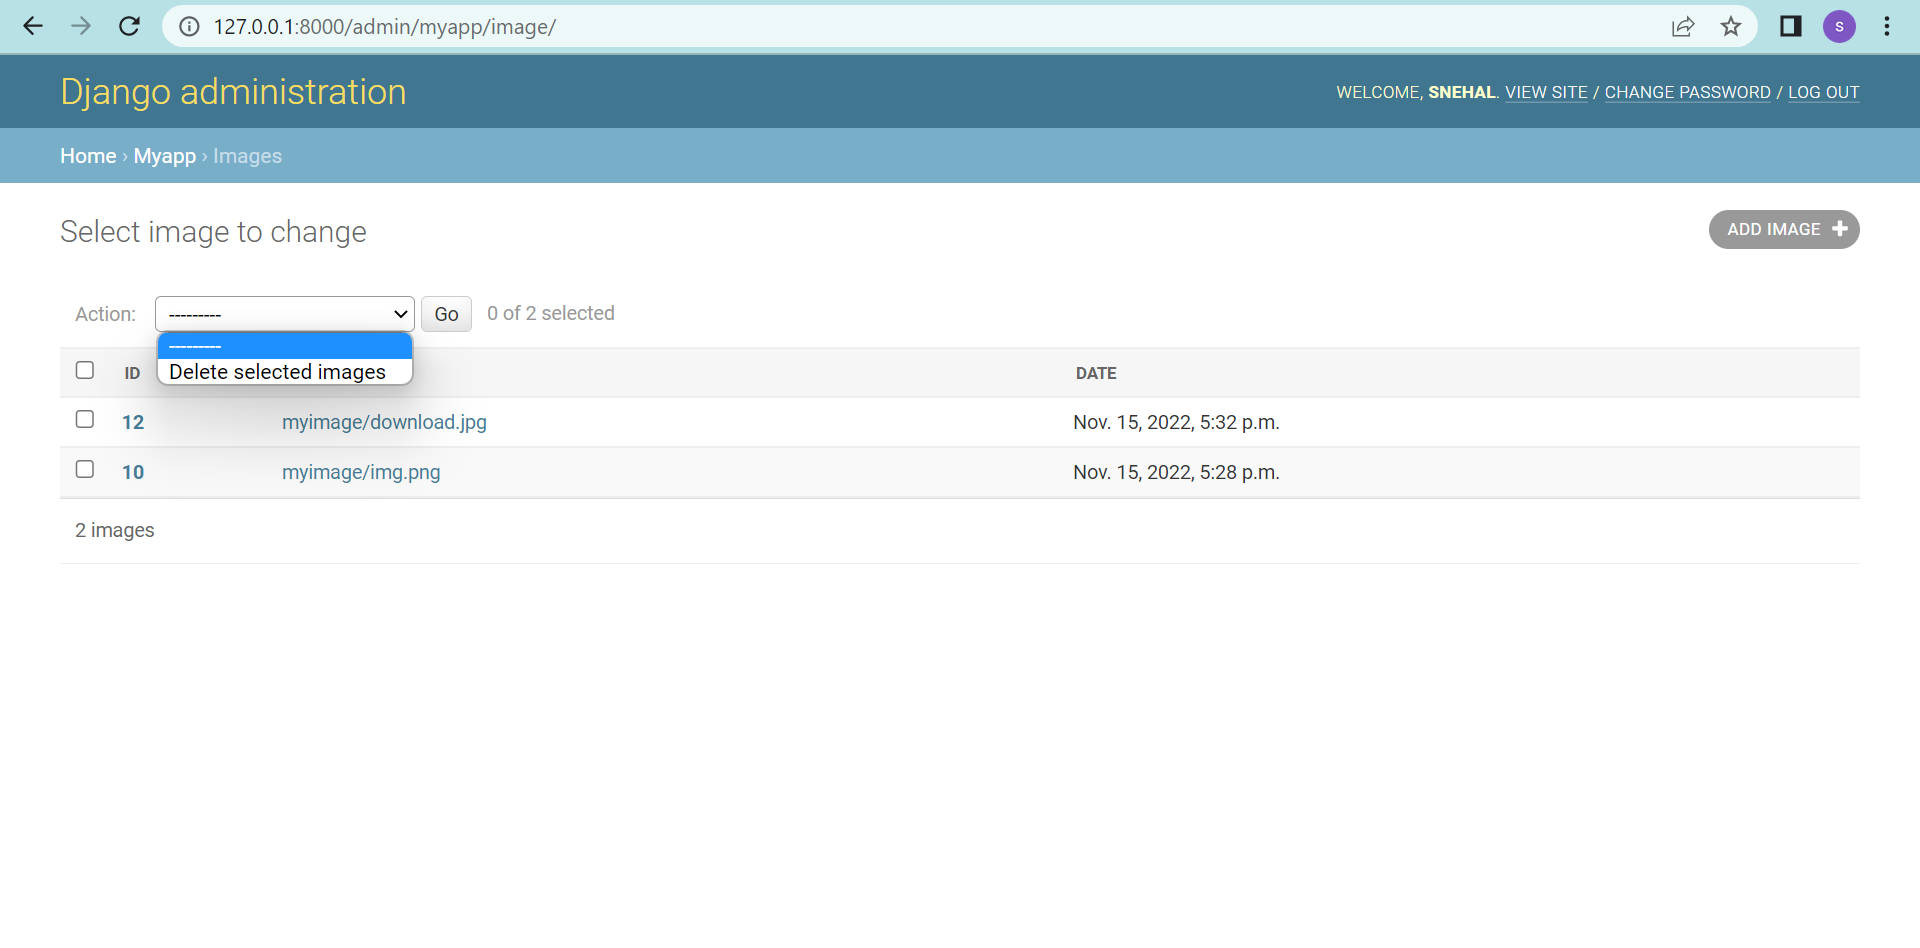 127.0.0.1:8000/admin/myapp/image/
S
Django administration
WELCOME, SNEHAL. VIEW SITE / CHANGE PASSWORD / LOG OUT
Home › Myapp › Images
Select image to change
ADD IMAGE
Action: --------- Go 0 of 2 selected
---------
Delete selected images
ID DATE
12 myimage/download.jpg Nov. 15, 2022, 5:32 p.m.
10 myimage/img.png Nov. 15, 2022, 5:28 p.m.
2 images